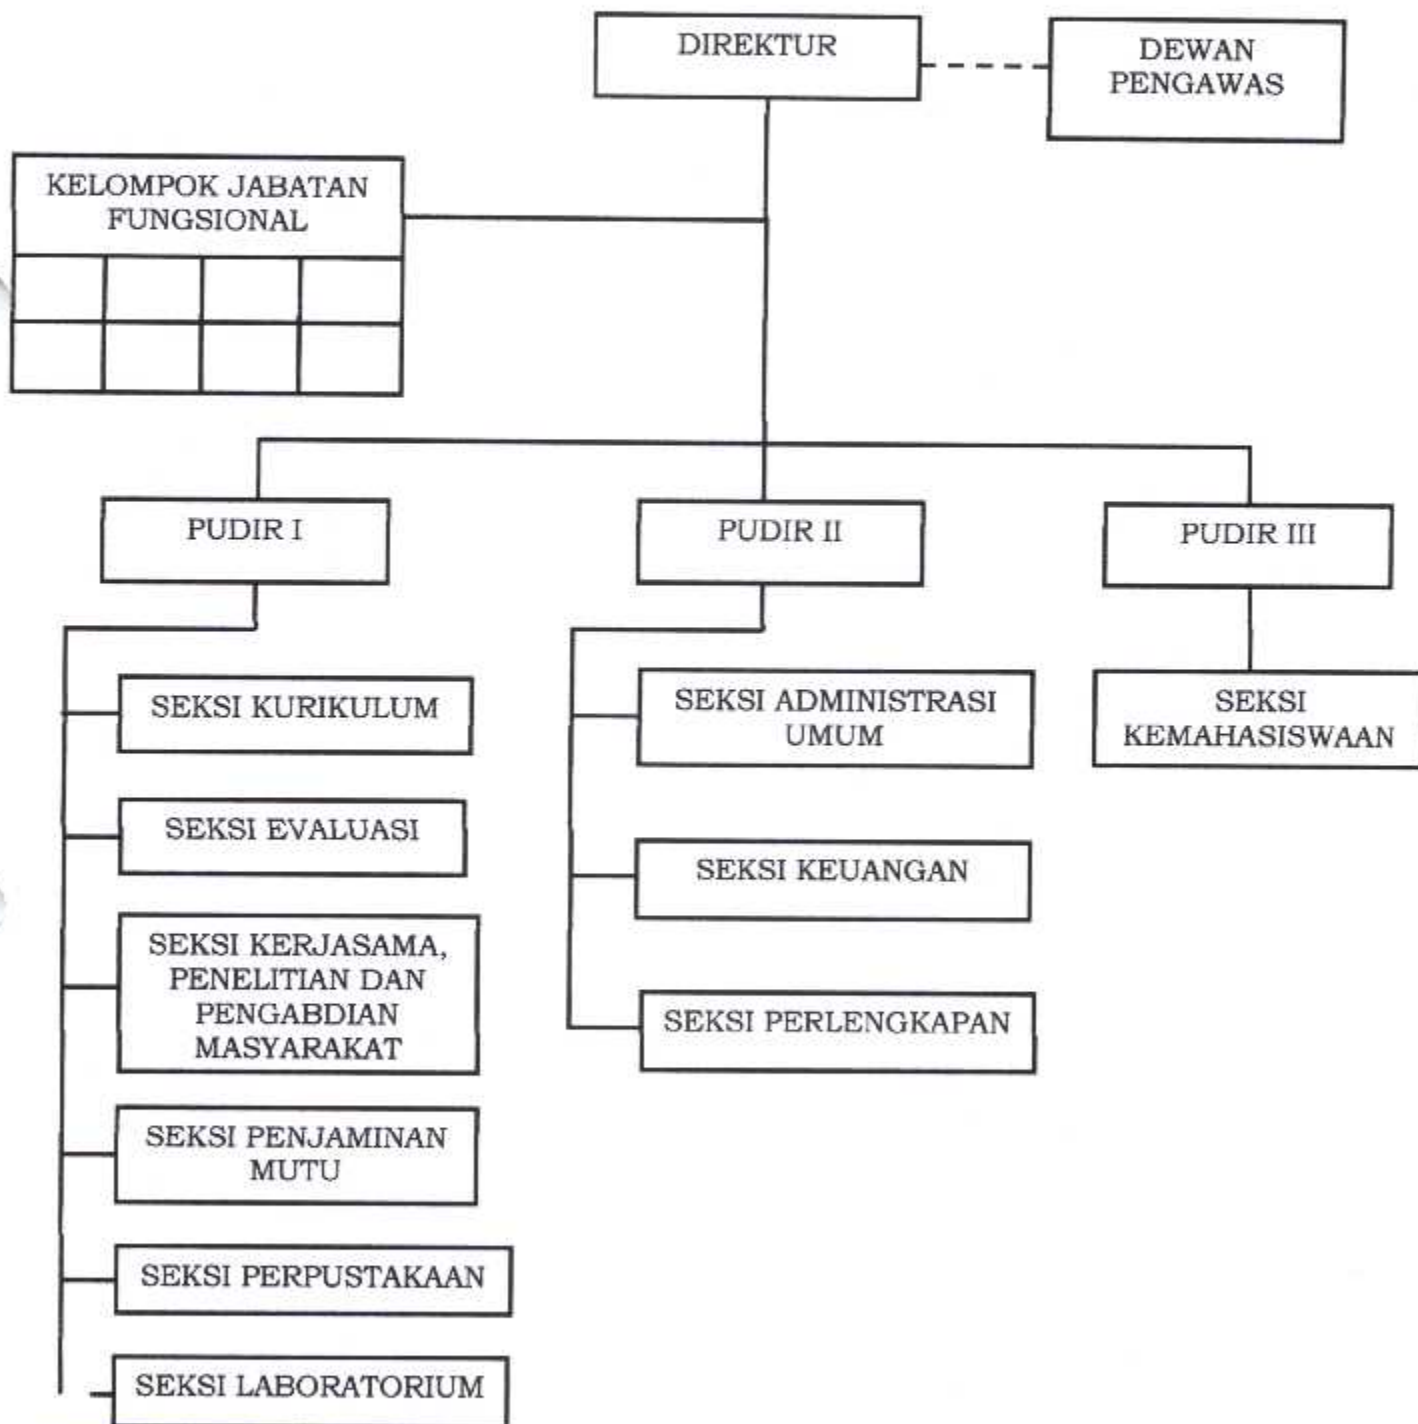 DIREKTUR
DEWAN
PENGAWAS
KELOMPOK JABATAN
FUNGSIONAL
PUDIR I
PUDIR II
PUDIR III
SEKSI KURIKULUM
SEKSI EVALUASI
SEKSI KERJASAMA,
PENELITIAN DAN
PENGABDIAN
MASYARAKAT
SEKSI PENJAMINAN
MUTU
SEKSI PERPUSTAKAAN
SEKSI LABORATORIUM
SEKSI ADMINISTRASI
UMUM
SEKSI KEUANGAN
SEKSI PERLENGKAPAN
SEKSI
KEMAHASISWAAN